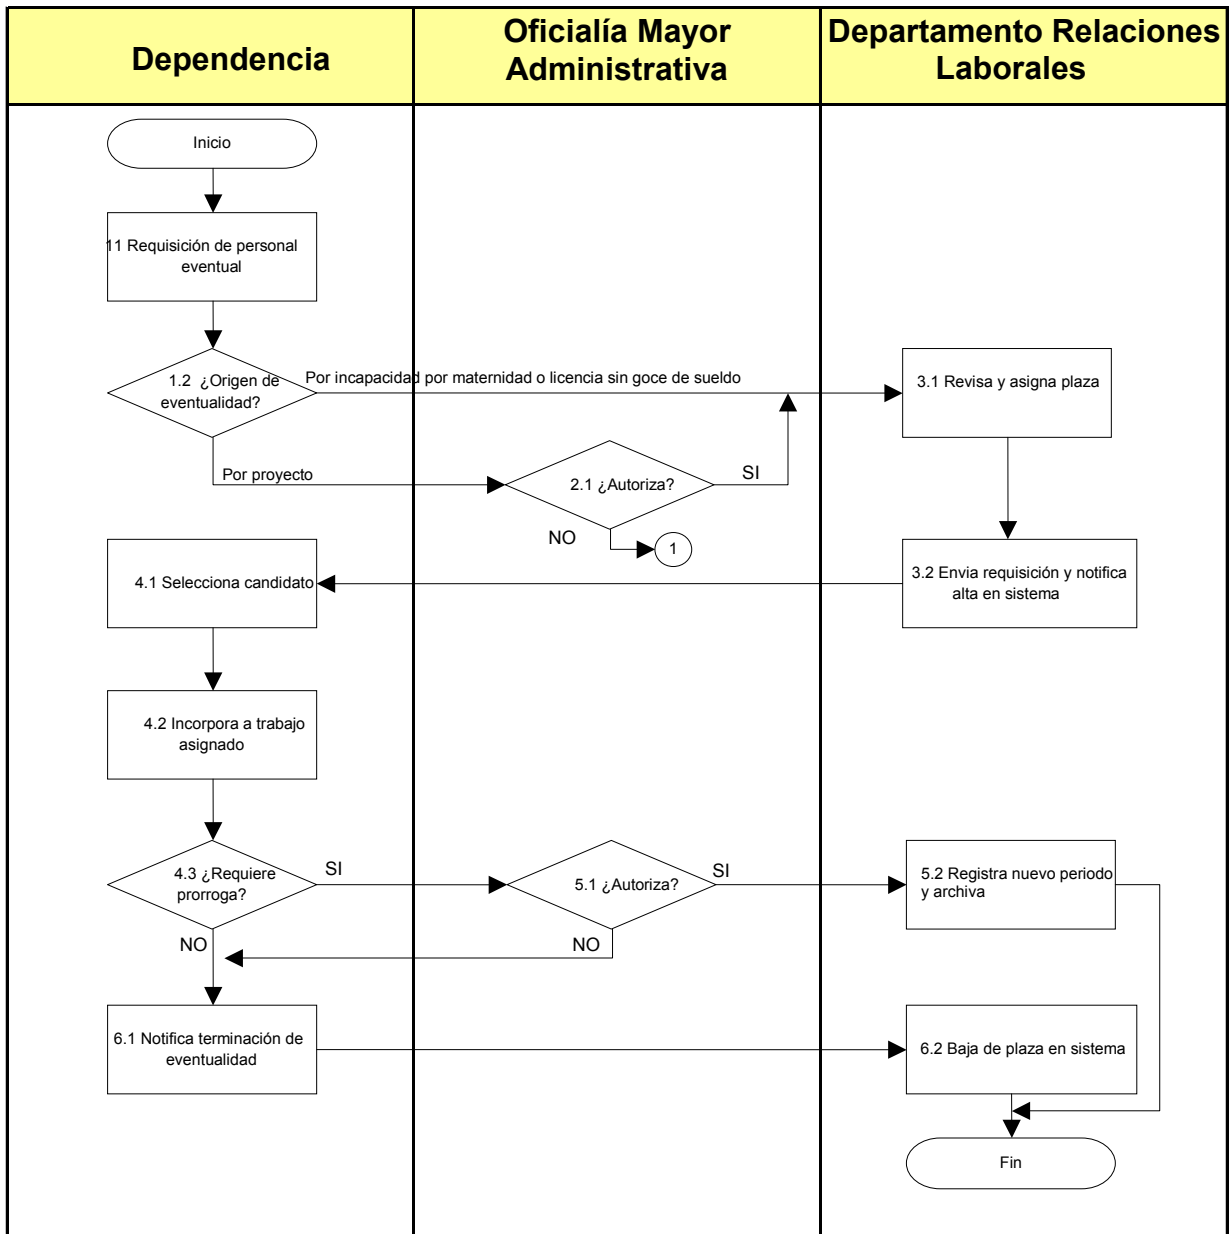 Dependencia
Oficialía Mayor
Administrativa
Departamento Relaciones
Laborales
Inicio
11 Requisición de personal
eventual
1.2 ¿Origen de
eventualidad?
Por incapacidad por maternidad o licencia sin goce de sueldo
3.1 Revisa y asigna plaza
Por proyecto
2.1 ¿Autoriza?
SI
NO
1
4.1 Selecciona candidato
3.2 Envia requisición y notifica
alta en sistema
4.2 Incorpora a trabajo
asignado
4.3 ¿Requiere
prorroga?
SI
5.1 ¿Autoriza?
SI
5.2 Registra nuevo periodo
y archiva
NO
NO
6.1 Notifica terminación de
eventualidad
6.2 Baja de plaza en sistema
Fin